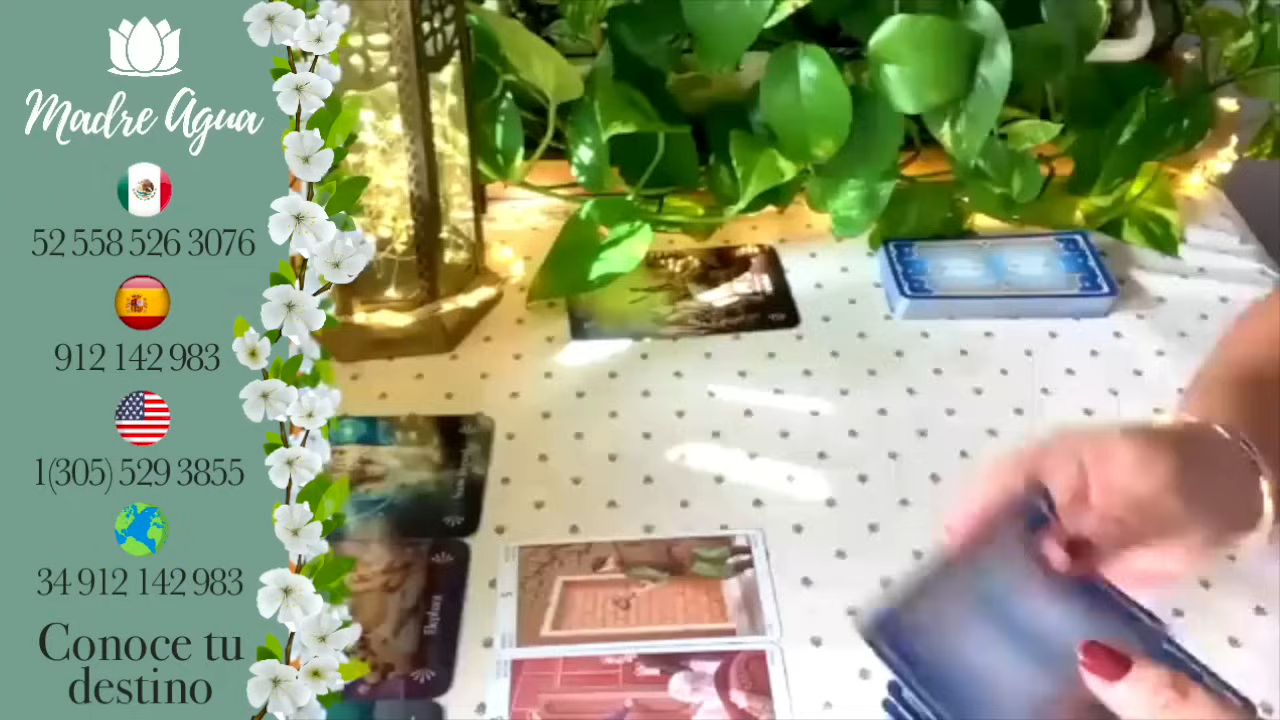 Madre Agua
52 558 526 3076
912 142 983
1(305) 529 3855
34 912 142 983
Conoce tu
destino